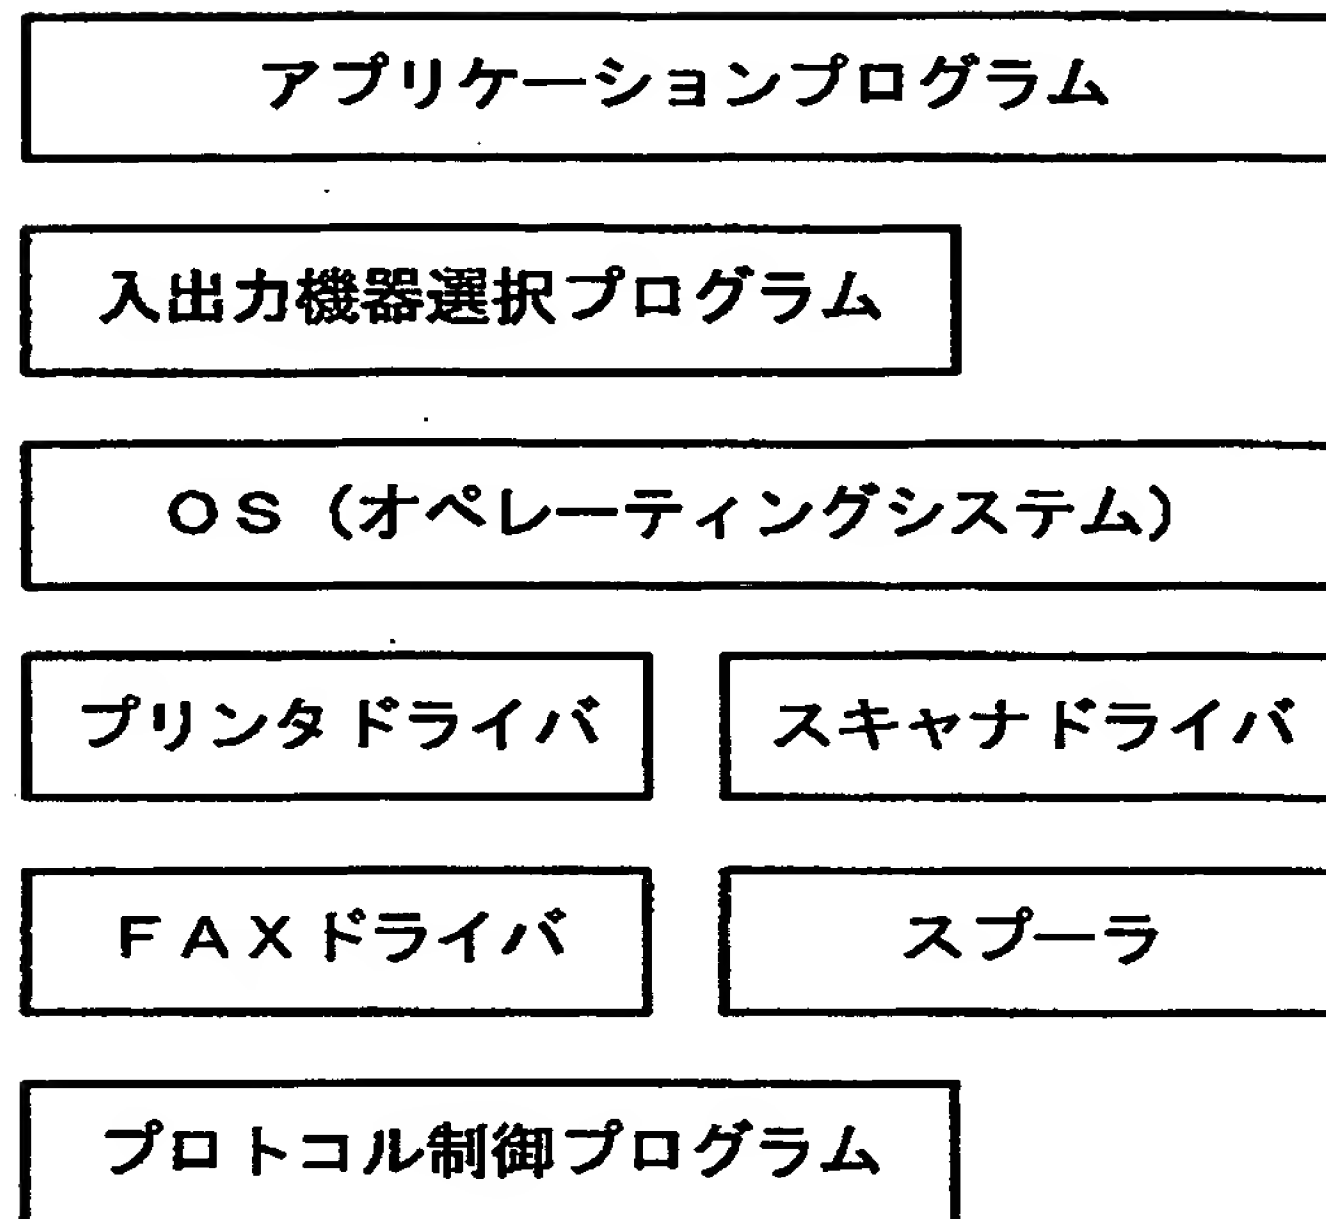 アプリケーションプログラム
入出力機器選択プログラム
OS(オペレーティングシステム)
プリンタドライバ
スキャナドライバ
FAXドライバ
スプーラ
プロトコル制御プログラム